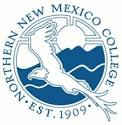 ·NORTHERN NEW MEXICO COLLEGE·
EST. 1909